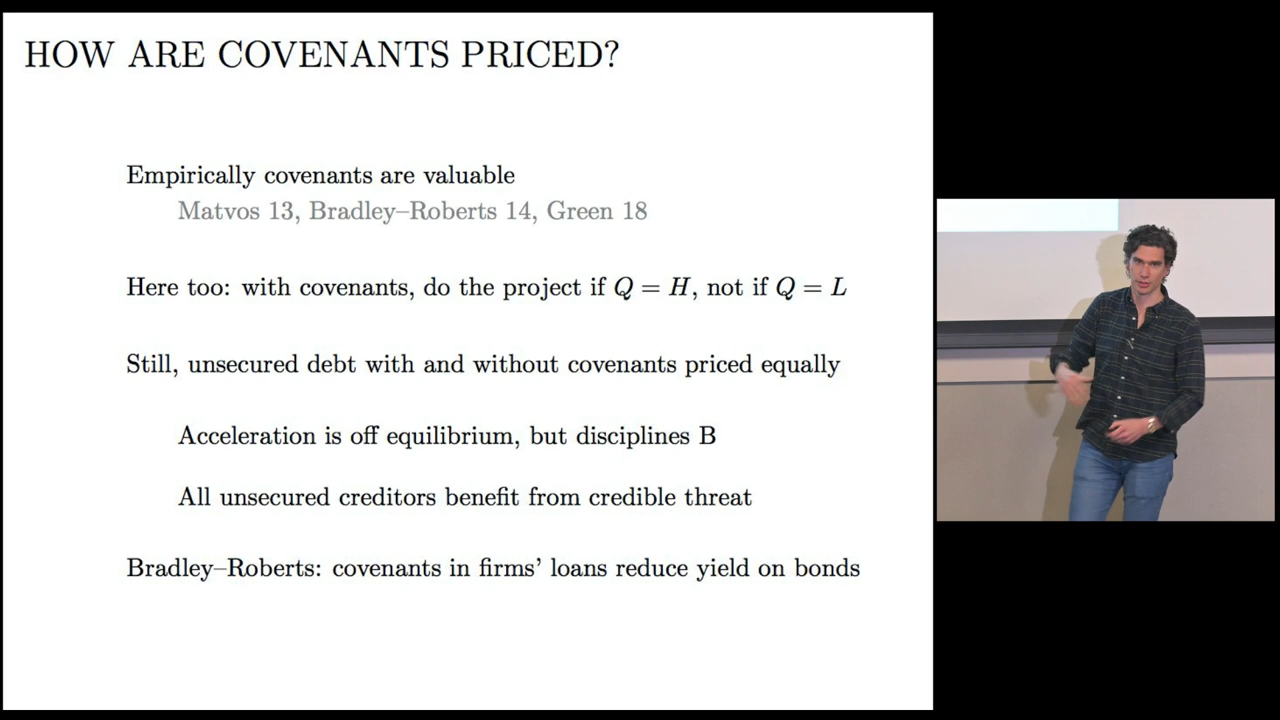 HOW ARE COVENANTS PRICED?
Empirically covenants are valuable
Matvos 13, Bradley–Roberts 14, Green 18
Here too: with covenants, do the project if Q = H, not if Q = L
Still, unsecured debt with and without covenants priced equally
Acceleration is off equilibrium, but disciplines B
All unsecured creditors benefit from credible threat
Bradley–Roberts: covenants in firms’ loans reduce yield on bonds